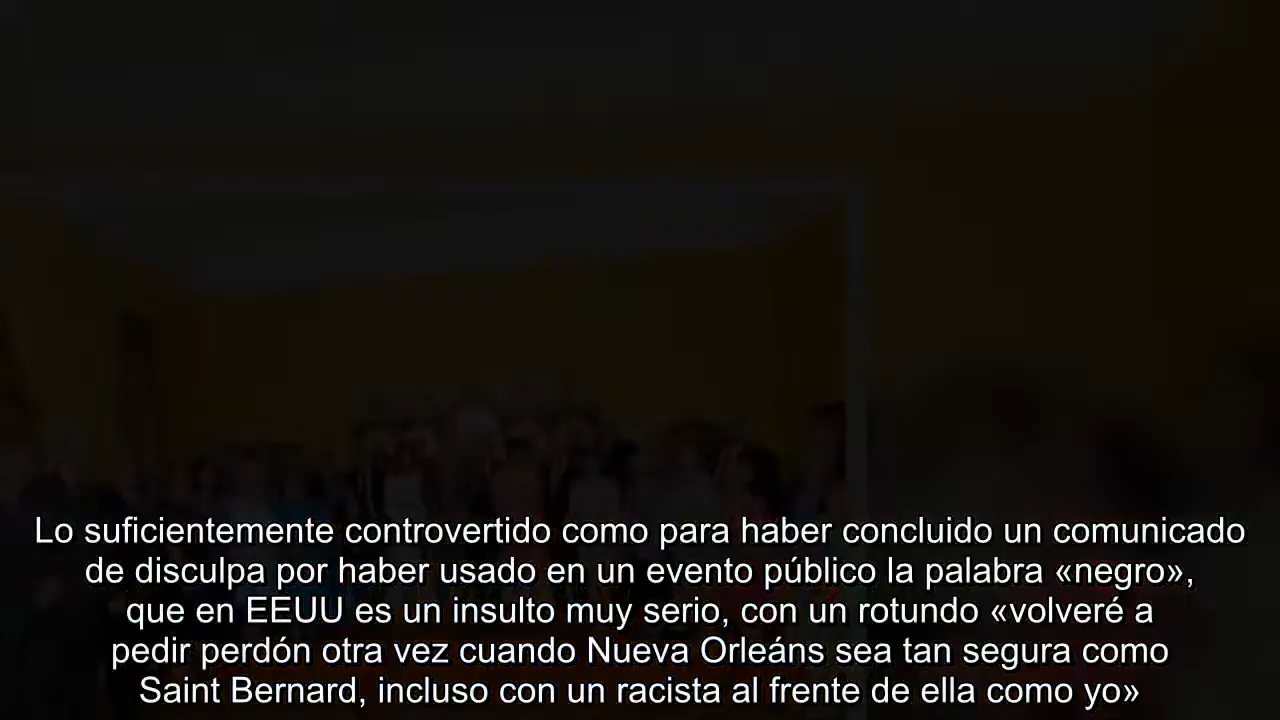 Lo suficientemente controvertido como para haber concluido un comunicado
de disculpa por haber usado en un evento público la palabra «negro»,
que en EEUU es un insulto muy serio, con un rotundo «volveré a
pedir perdón otra vez cuando Nueva Orleáns sea tan segura como
Saint Bernard, incluso con un racista al frente de ella como yo»